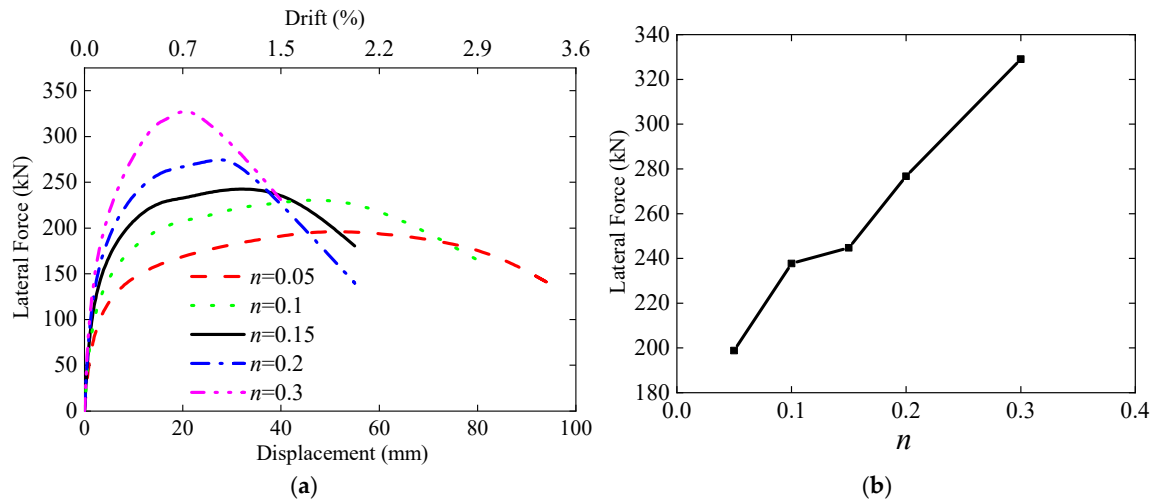 Drift (%)
0.0 0.7 1.5 2.2 2.9 3.6
350
300
250
200
150
100
50
0
Lateral Force (kN)
n=0.05
n=0.1
n=0.15
n=0.2
n=0.3
0 20 40 60 80 100
Displacement (mm)
(a)
340
320
300
280
260
240
220
200
180
Lateral Force (kN)
0.0 0.1 0.2 0.3 0.4
n
(b)